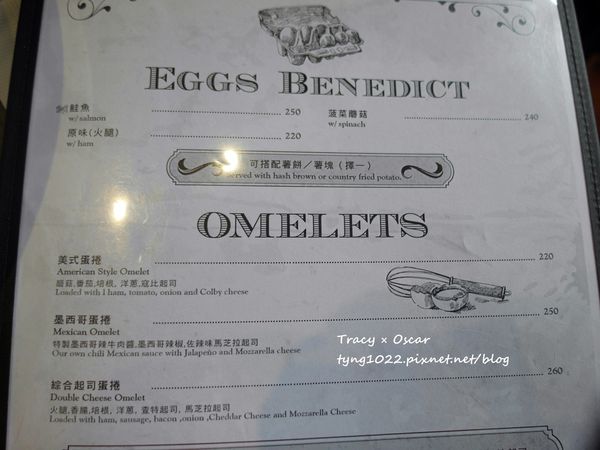 EGGS BENEDICT
鮭魚 250
w/salmon
菠菜蘑菇 240
w/ spinach
原味(火腿) 220
w/ ham
可搭配薯餅/薯塊(擇一)
Served with hash brown or country fried potato.
OMELETS
美式蛋捲 220
American Style Omelet
蘑菇,番茄,培根, 洋蔥,寇比起司
Loaded with ham, tomato, onion and Colby cheese
墨西哥蛋捲 250
Mexican Omelet
特製墨西哥辣牛肉醬,墨西哥辣椒,佐辣味馬芝拉起司
Our own chili Mexican sauce with Jalapeño and Mozzarella cheese
Tracy × Oscar
tyng1022.pixnet.net/blog
綜合起司蛋捲 260
Double Cheese Omelet
火腿,香腸,培根, 洋蔥, 壹特起司, 馬芝拉起司
Loaded with ham, sausage, bacon ,onion ,Cheddar Cheese and Mozzarella Cheese